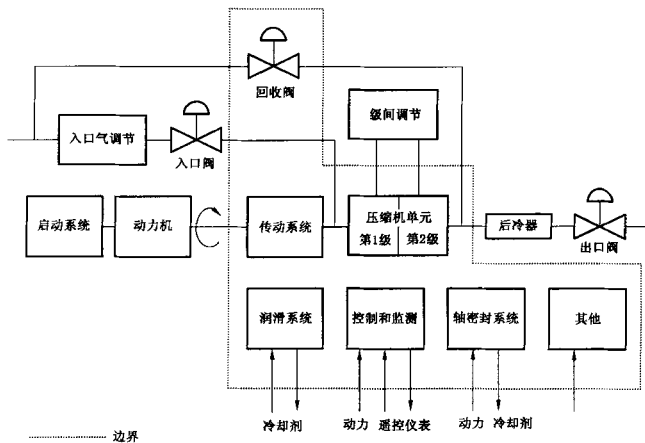 回收阀
级间调节
入口气调节
入口阀
启动系统
动力机
传动系统
压缩机单元
第1级
第2级
后冷器
出口阀
润滑系统
控制和监测
轴密封系统
其他
冷却剂
动力
遥控仪表
动力
冷却剂
边界